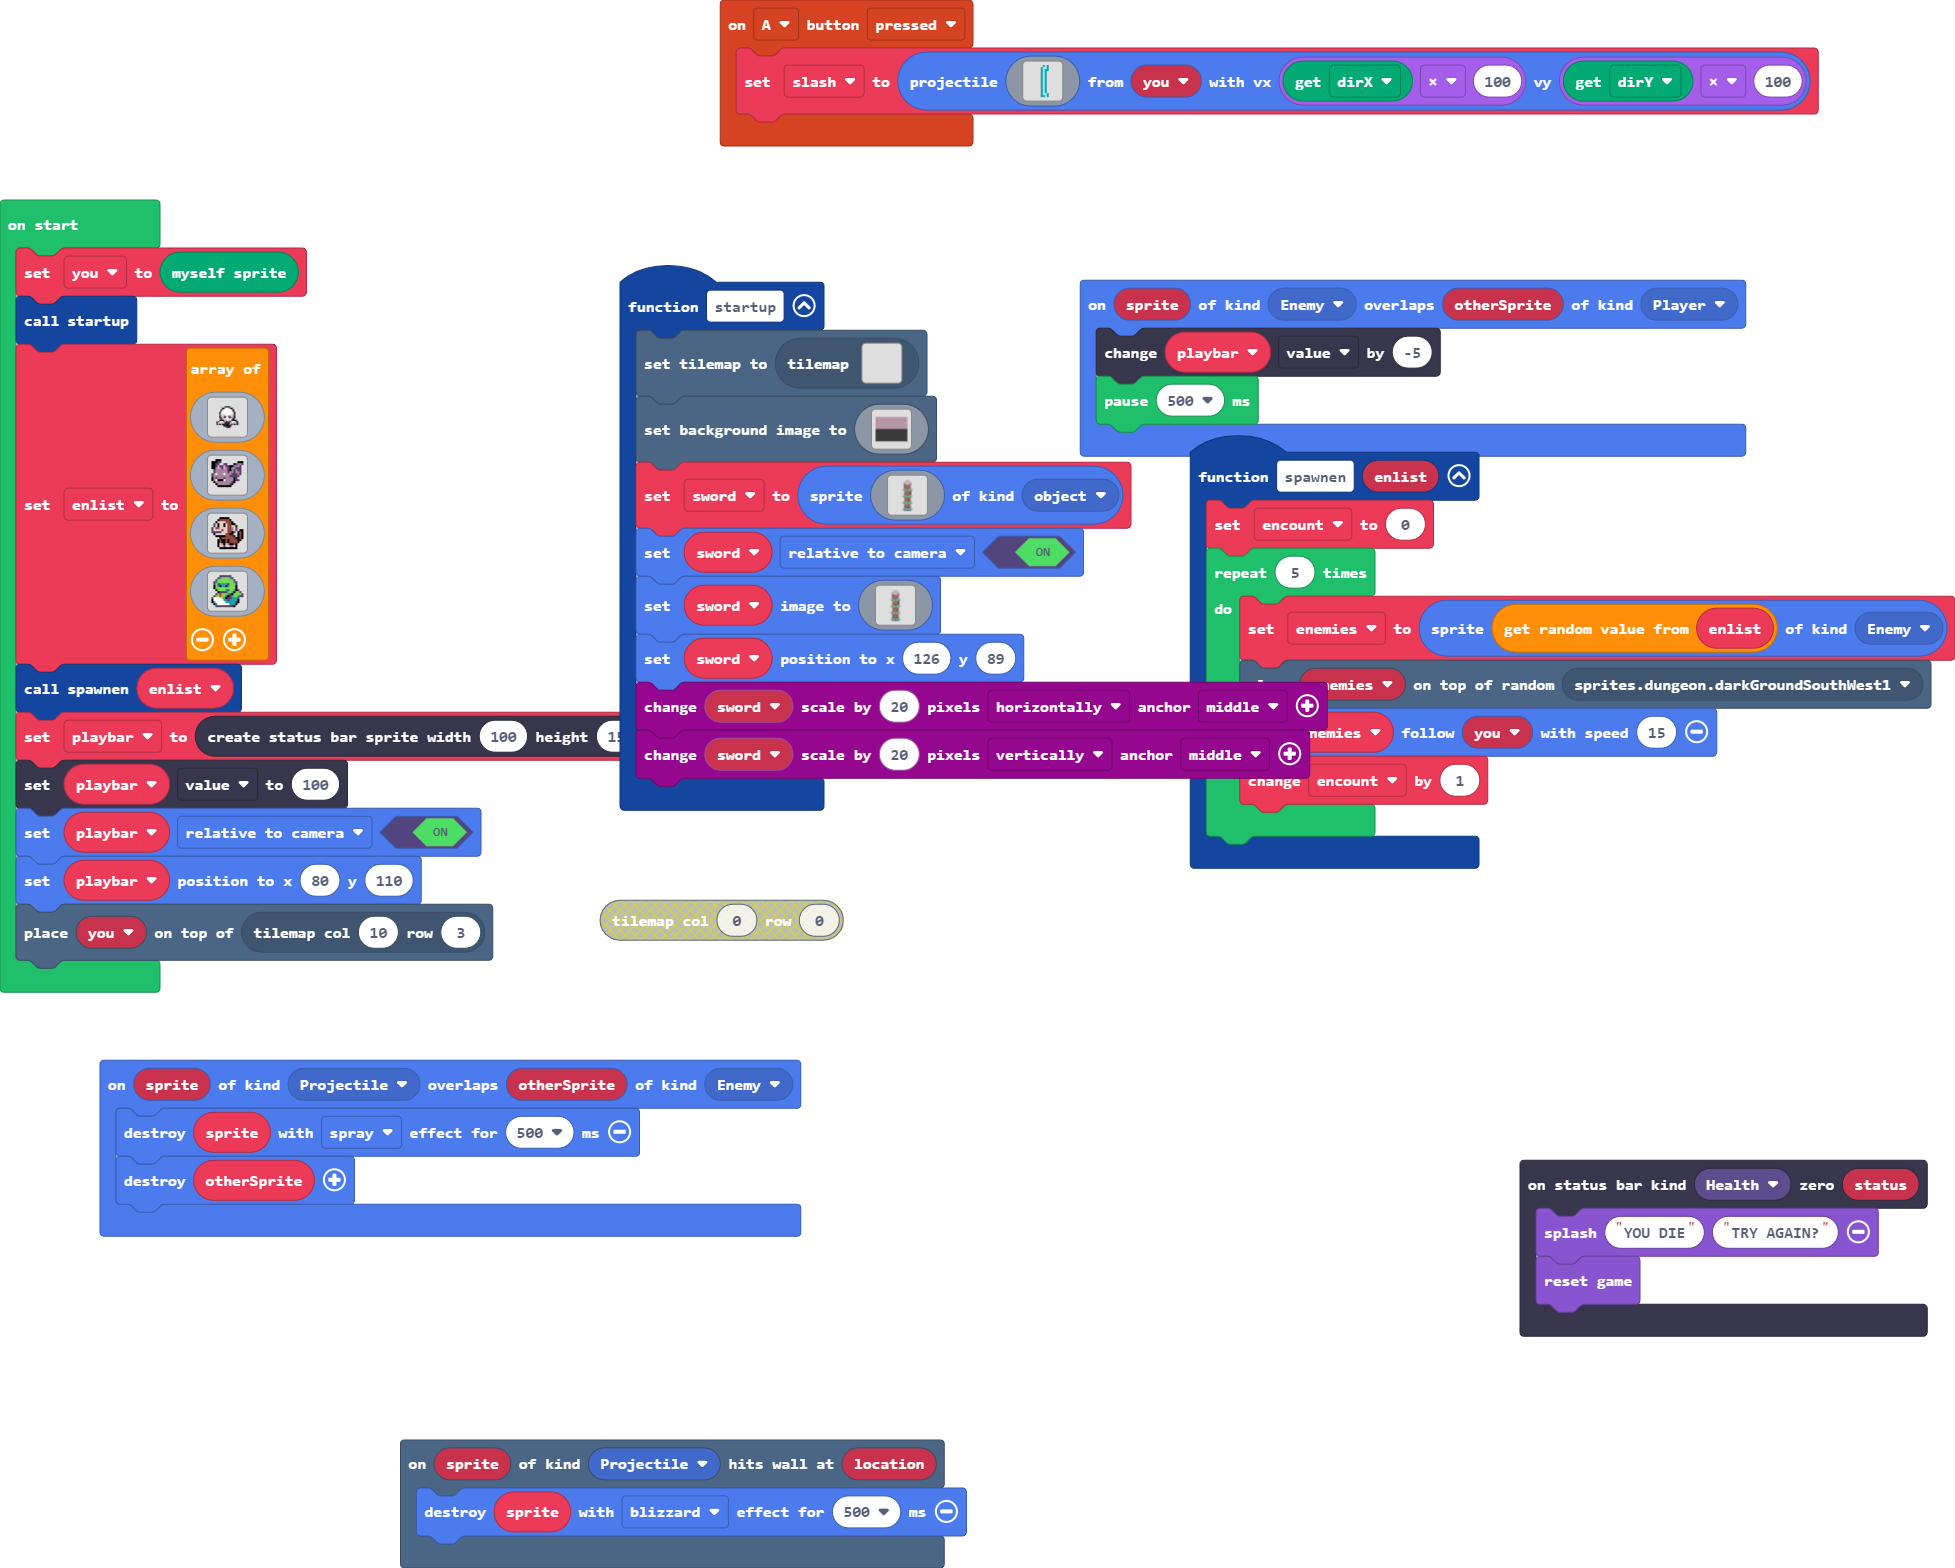 on A button pressed
set slash to projectile from you with vx get dirX × 100 vy get dirY × 100
on start
set you to myself sprite
call startup
set enlist to array of
call spawnen enlist
set playbar to create status bar sprite width 100 height
set playbar value to 100
set playbar relative to camera ON
set playbar position to x 80 y 110
place you on top of tilemap col 10 row 3
function startup
set tilemap to tilemap
set background image to
set sword to sprite of kind object
set sword relative to camera ON
set sword image to
set sword position to x 126 y 89
change sword scale by 20 pixels horizontally anchor middle
change sword scale by 20 pixels vertically anchor middle
on sprite of kind Enemy overlaps otherSprite of kind Player
change playbar value by -5
pause 500 ms
function spawnen enlist
set encount to 0
repeat 5 times
do
set enemies to sprite get random value from enlist of kind Enemy
on top of random sprites.dungeon.darkGroundSouthWest1
follow you with speed 15
change encount by 1
tilemap col 0 row 0
on sprite of kind Projectile overlaps otherSprite of kind Enemy
destroy sprite with spray effect for 500 ms
destroy otherSprite
on status bar kind Health zero status
splash "YOU DIE" "TRY AGAIN?"
reset game
on sprite of kind Projectile hits wall at location
destroy sprite with blizzard effect for 500 ms